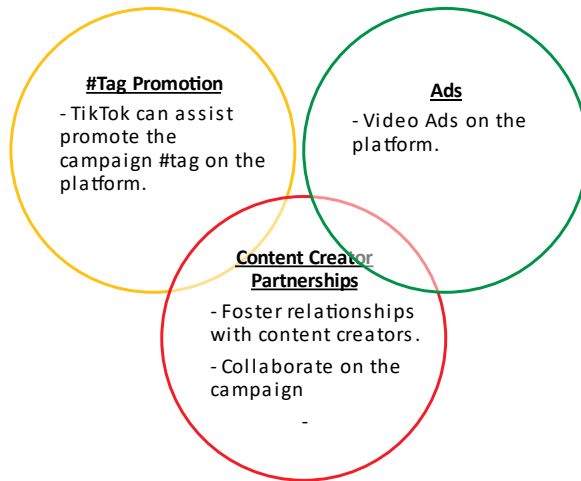 #Tag Promotion
- TikTok can assist
promote the
campaign #tag on the
platform.
Ads
- Video Ads on the
platform.
Content Creator
Partnerships
- Foster relationships
with content creators.
- Collaborate on the
campaign
-